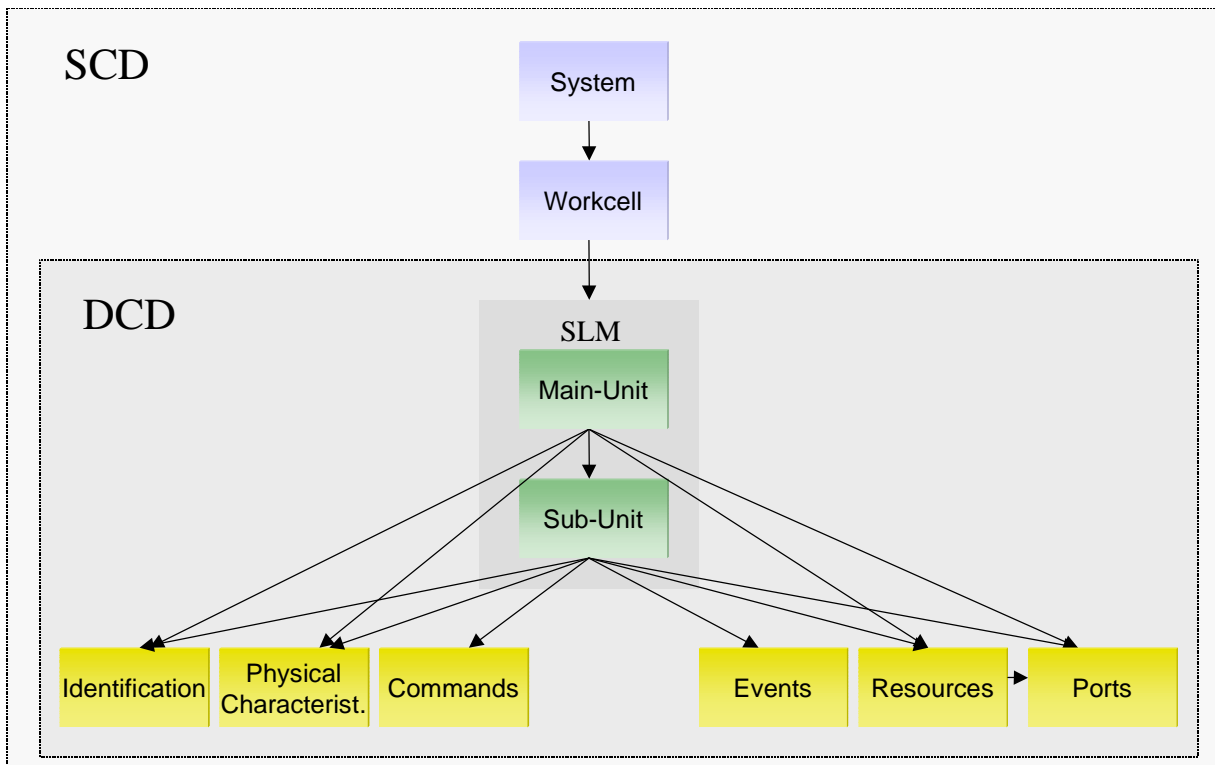 SCD
System
Workcell
DCD
SLM
Main-Unit
Sub-Unit
Identification
Physical
Characterist.
Commands
Events
Resources
Ports